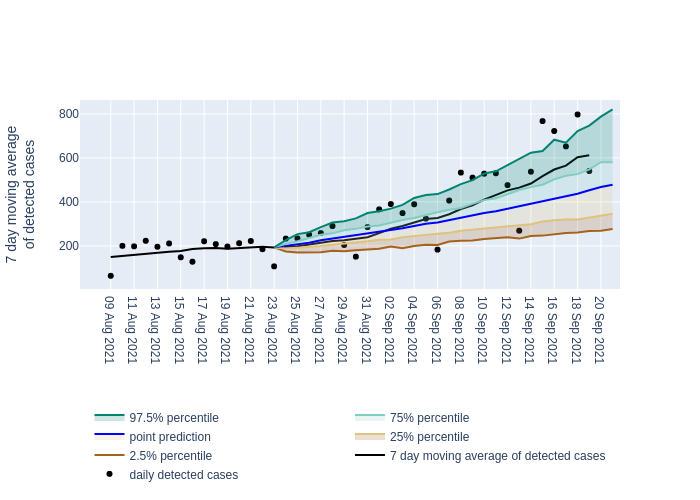 7 day moving average
of detected cases
800
600
400
200
09 Aug 2021
11 Aug 2021
13 Aug 2021
15 Aug 2021
17 Aug 2021
19 Aug 2021
21 Aug 2021
23 Aug 2021
25 Aug 2021
27 Aug 2021
29 Aug 2021
31 Aug 2021
02 Sep 2021
04 Sep 2021
06 Sep 2021
08 Sep 2021
10 Sep 2021
12 Sep 2021
14 Sep 2021
16 Sep 2021
18 Sep 2021
20 Sep 2021
97.5% percentile
75% percentile
point prediction
25% percentile
2.5% percentile
7 day moving average of detected cases
daily detected cases